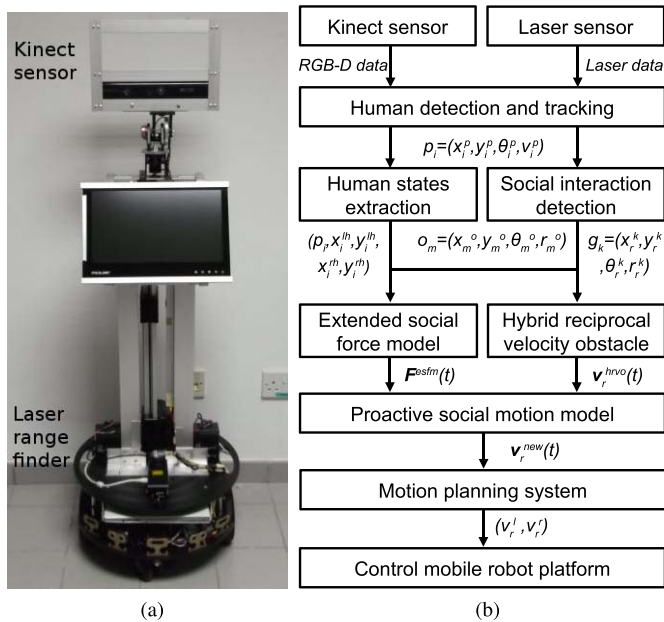 Kinect
sensor
Laser
range
finder
(a)
Kinect sensor
Laser sensor
RGB-D data
Laser data
Human detection and tracking
p_i=(x_i^p,y_i^p,θ_i^p,v_i^p)
Human states
extraction
Social interaction
detection
(p_i,x_i^lh,y_i^lh,
x_i^rh,y_i^rh)
o_m=(x_m^o,y_m^o,θ_m^o,r_m^o)
g_k=(x_r^k,y_r^k
,θ_r^k,r_r^k)
Extended social
force model
Hybrid reciprocal
velocity obstacle
F^esfm(t)
v_r^hrvo(t)
Proactive social motion model
v_r^new(t)
Motion planning system
(v_r^l ,v_r^r)
Control mobile robot platform
(b)